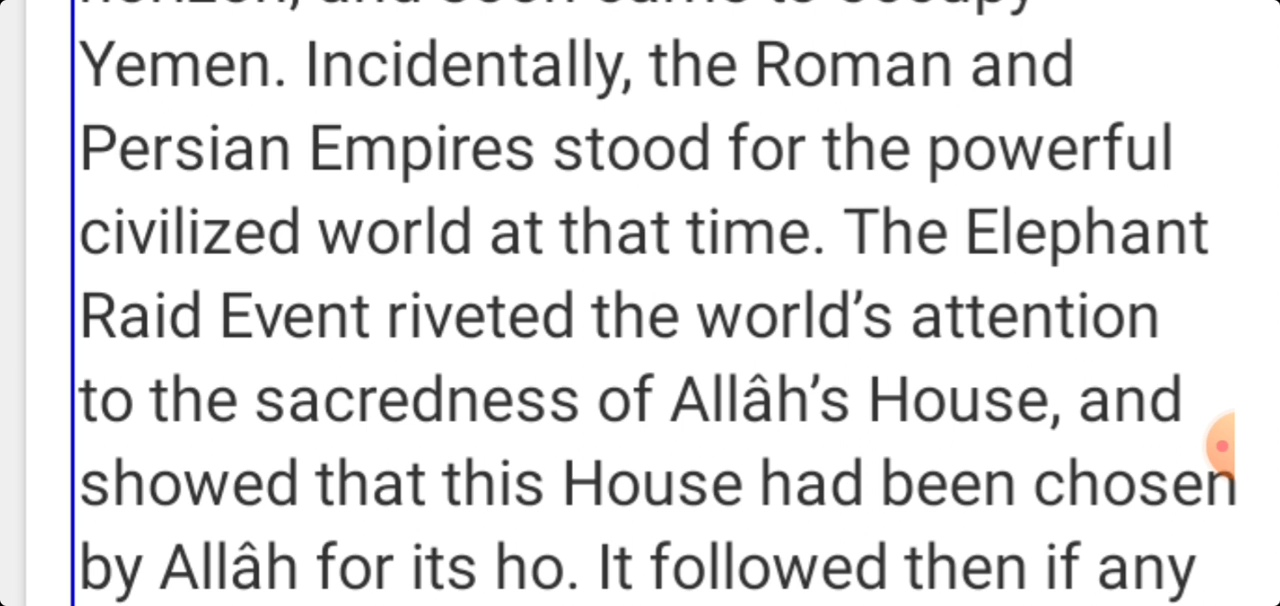 Yemen. Incidentally, the Roman and
Persian Empires stood for the powerful
civilized world at that time. The Elephant
Raid Event riveted the world’s attention
to the sacredness of Allâh’s House, and
showed that this House had been chosen
by Allâh for its ho. It followed then if any